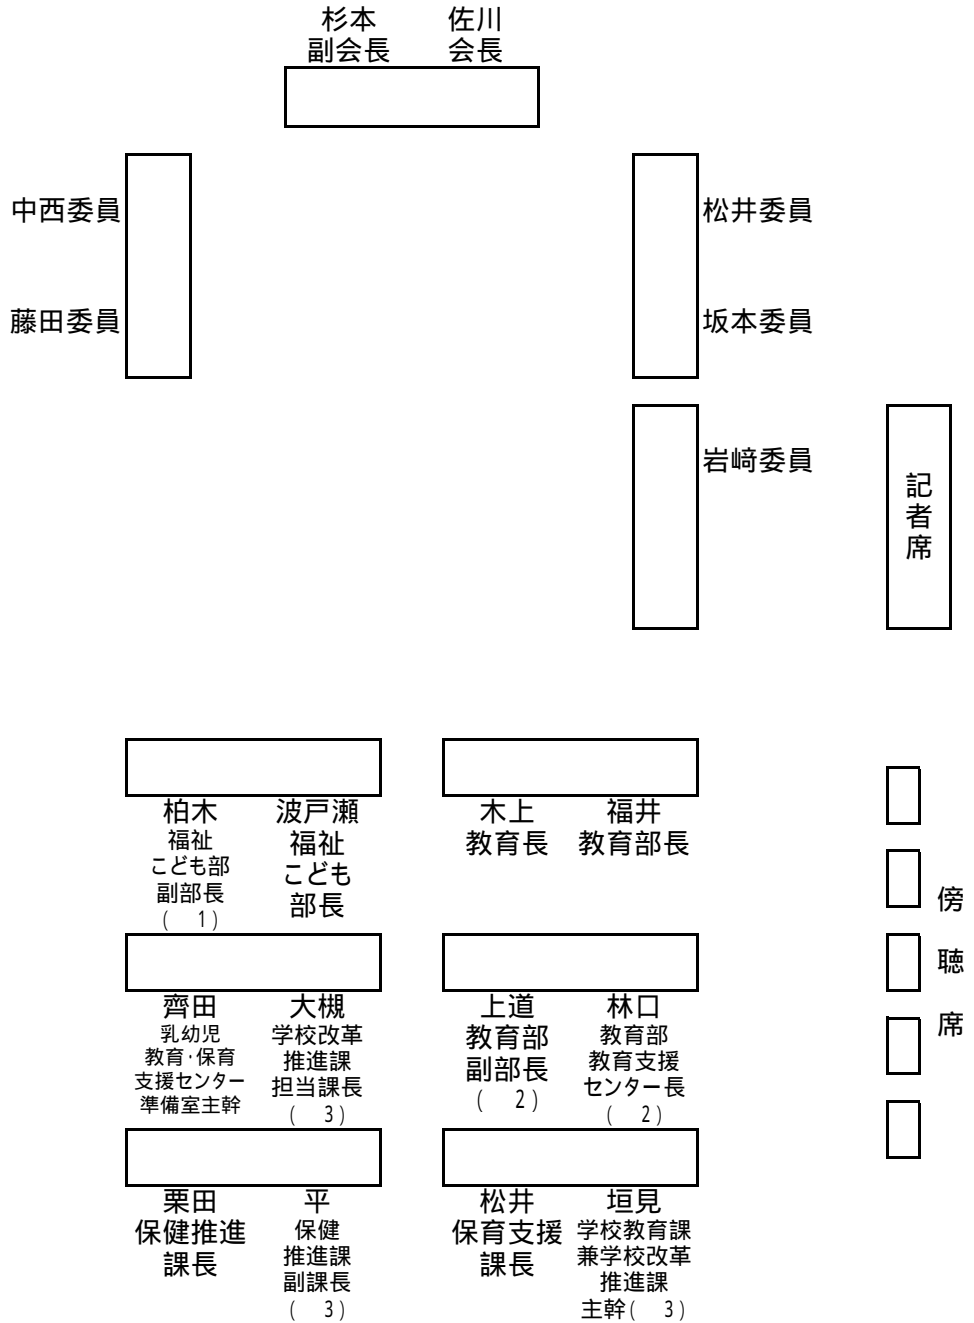 杉本 佐川
副会長 会長
中西委員 松井委員
藤田委員 坂本委員
岩﨑委員
記者席
柏木
福祉
こども部
副部長
( 1)
波戸瀬
福祉
こども
部長
木上
教育長
福井
教育部長
傍聴席
齊田
乳幼児
教育・保育
支援センター
準備室主幹
大槻
学校改革
推進課
担当課長
( 3)
上道
教育部
副部長
( 2)
林口
教育部
教育支援
センター長
( 2)
栗田
保健推進
課長
平
保健
推進課
副課長
( 3)
松井
保育支援
課長
垣見
学校教育課
兼学校改革
推進課
主幹( 3)